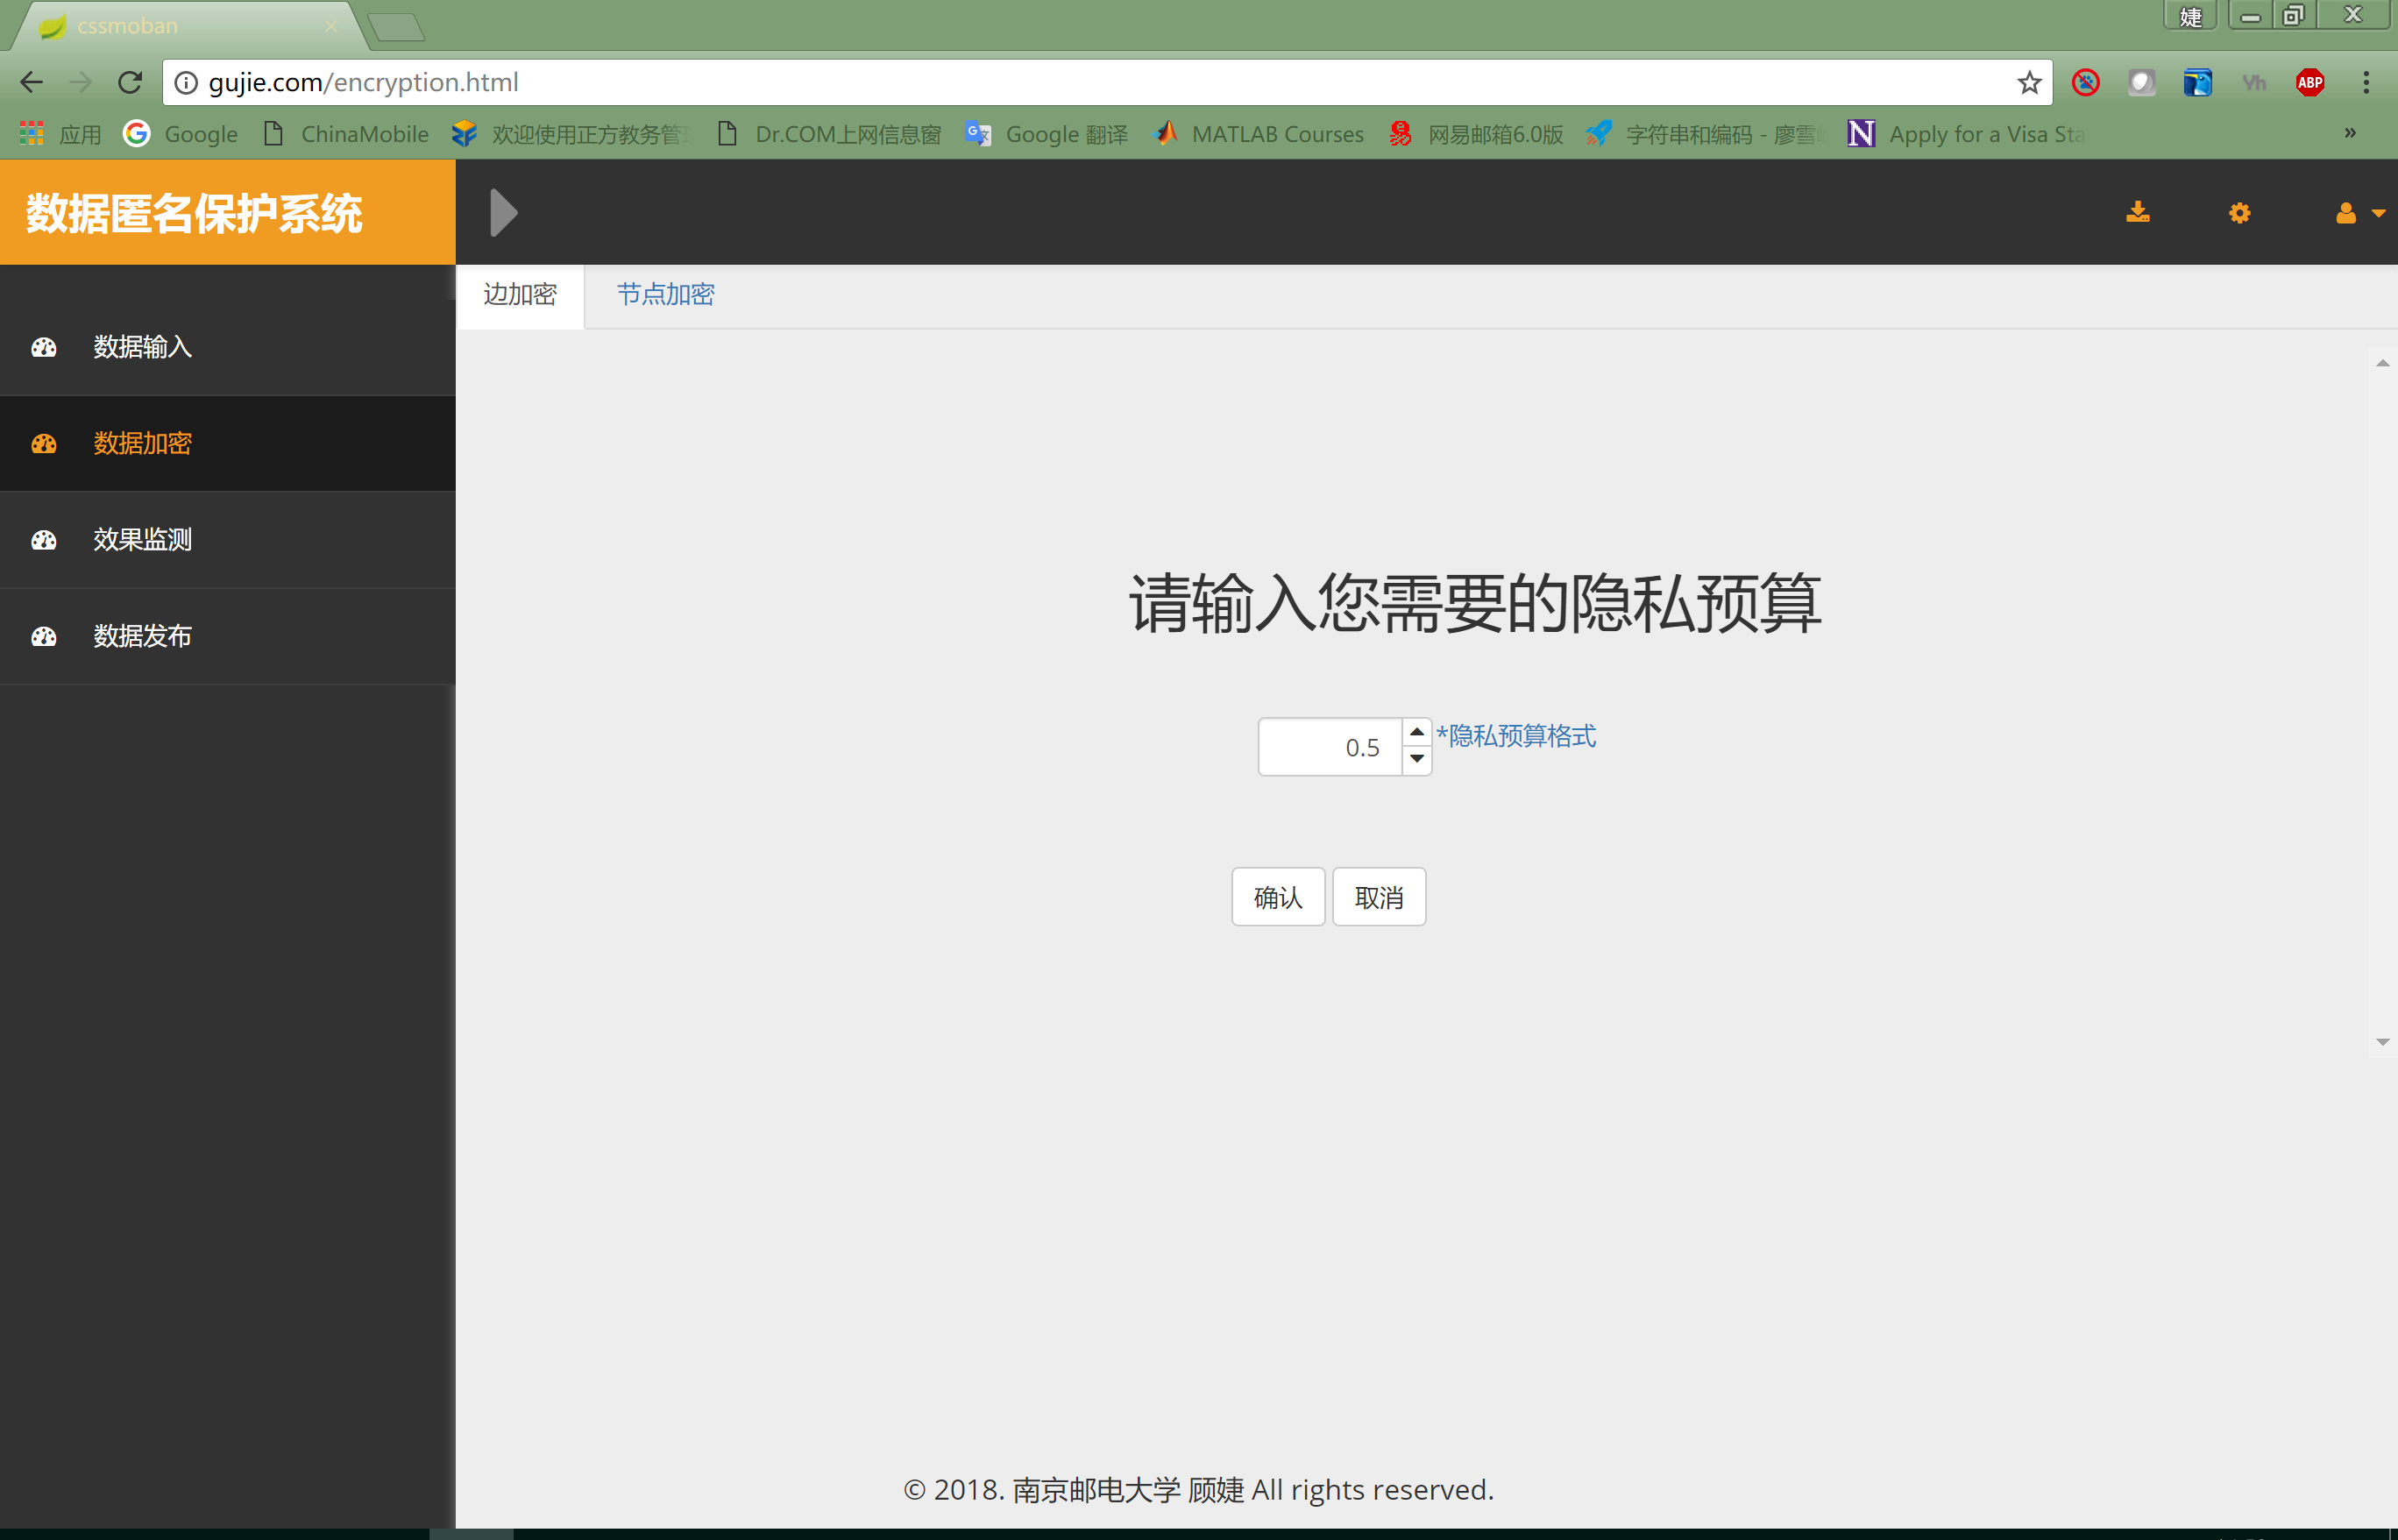 cssmoban
婕
gujie.com/encryption.html
ABP
应用 Google ChinaMobile 欢迎使用正方教务管 Dr.COM上网信息窗 Google 翻译 MATLAB Courses 网易邮箱6.0版 字符串和编码 - 廖雪 Apply for a Visa Sta »
数据匿名保护系统
边加密 节点加密
数据输入
数据加密
效果监测
数据发布
请输入您需要的隐私预算
0.5 *隐私预算格式
确认 取消
© 2018. 南京邮电大学 顾婕 All rights reserved.